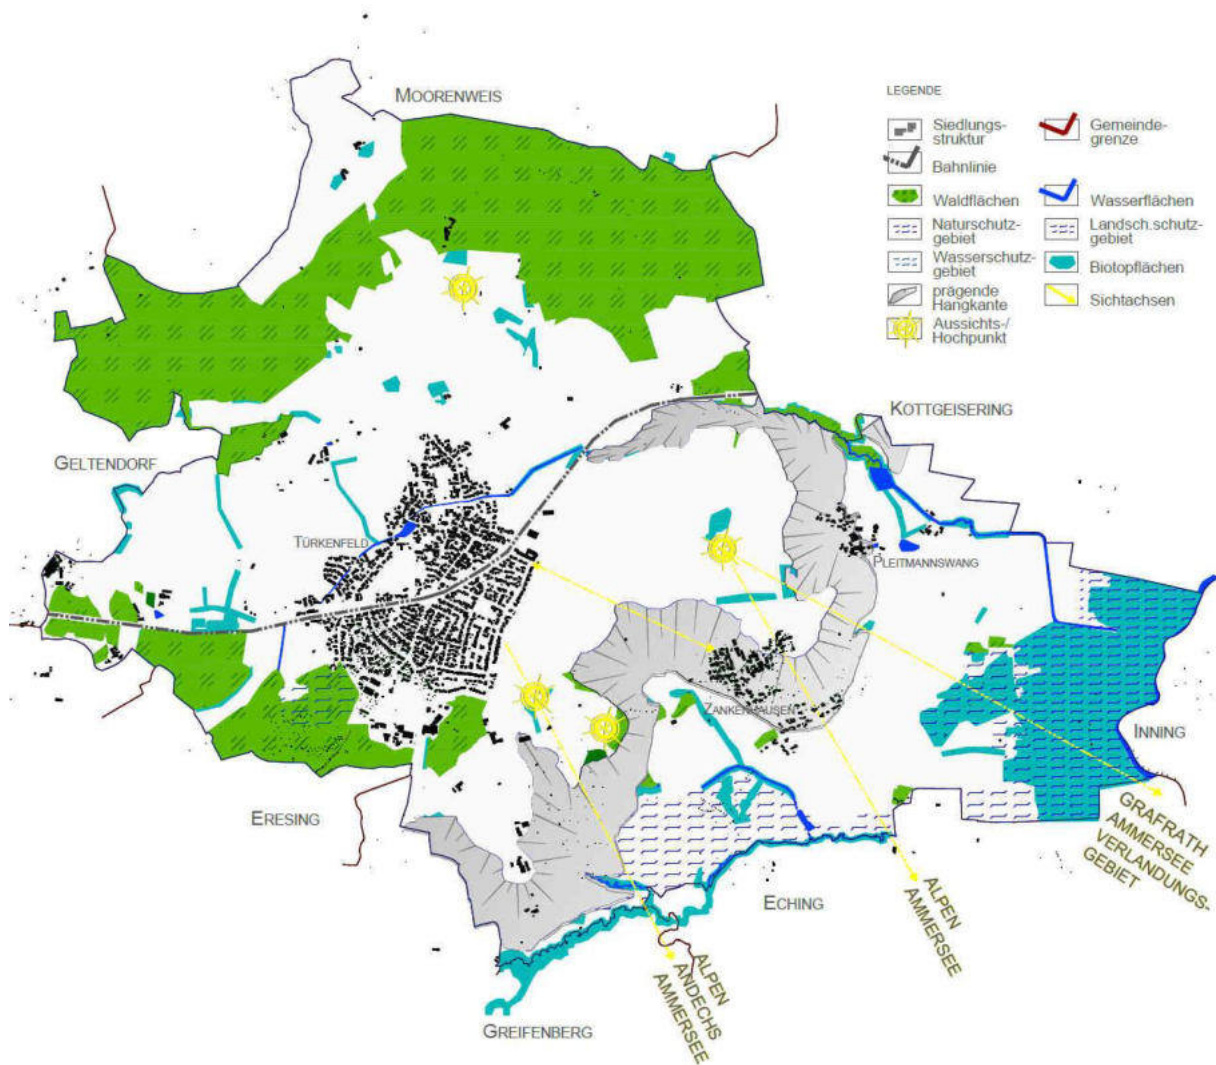 MOORENWEIS
LEGENDE
Siedlungs-
struktur
Gemeinde-
grenze
Bahnlinie
Waldflächen
Wasserflächen
Naturschutz-
gebiet
Landsch.schutz-
gebiet
Wasserschutz-
gebiet
Biotopflächen
prägende
Hangkante
Sichtachsen
Aussichts-/
Hochpunkt
KOTTGEISERING
GELTENDORF
TÜRKENFELD
PLEITMANNSWANG
ZANKENHAUSEN
INNING
ERESING
GRAFRATH
AMMERSEE
VERLANDUNGS-
GEBIET
ECHING
ALPEN
AMMERSEE
ALPEN
ANDECHS
AMMERSEE
GREIFENBERG